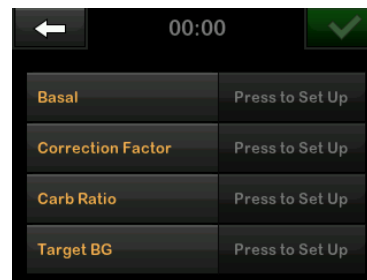 00:00
Basal Press to Set Up
Correction Factor Press to Set Up
Carb Ratio Press to Set Up
Target BG Press to Set Up